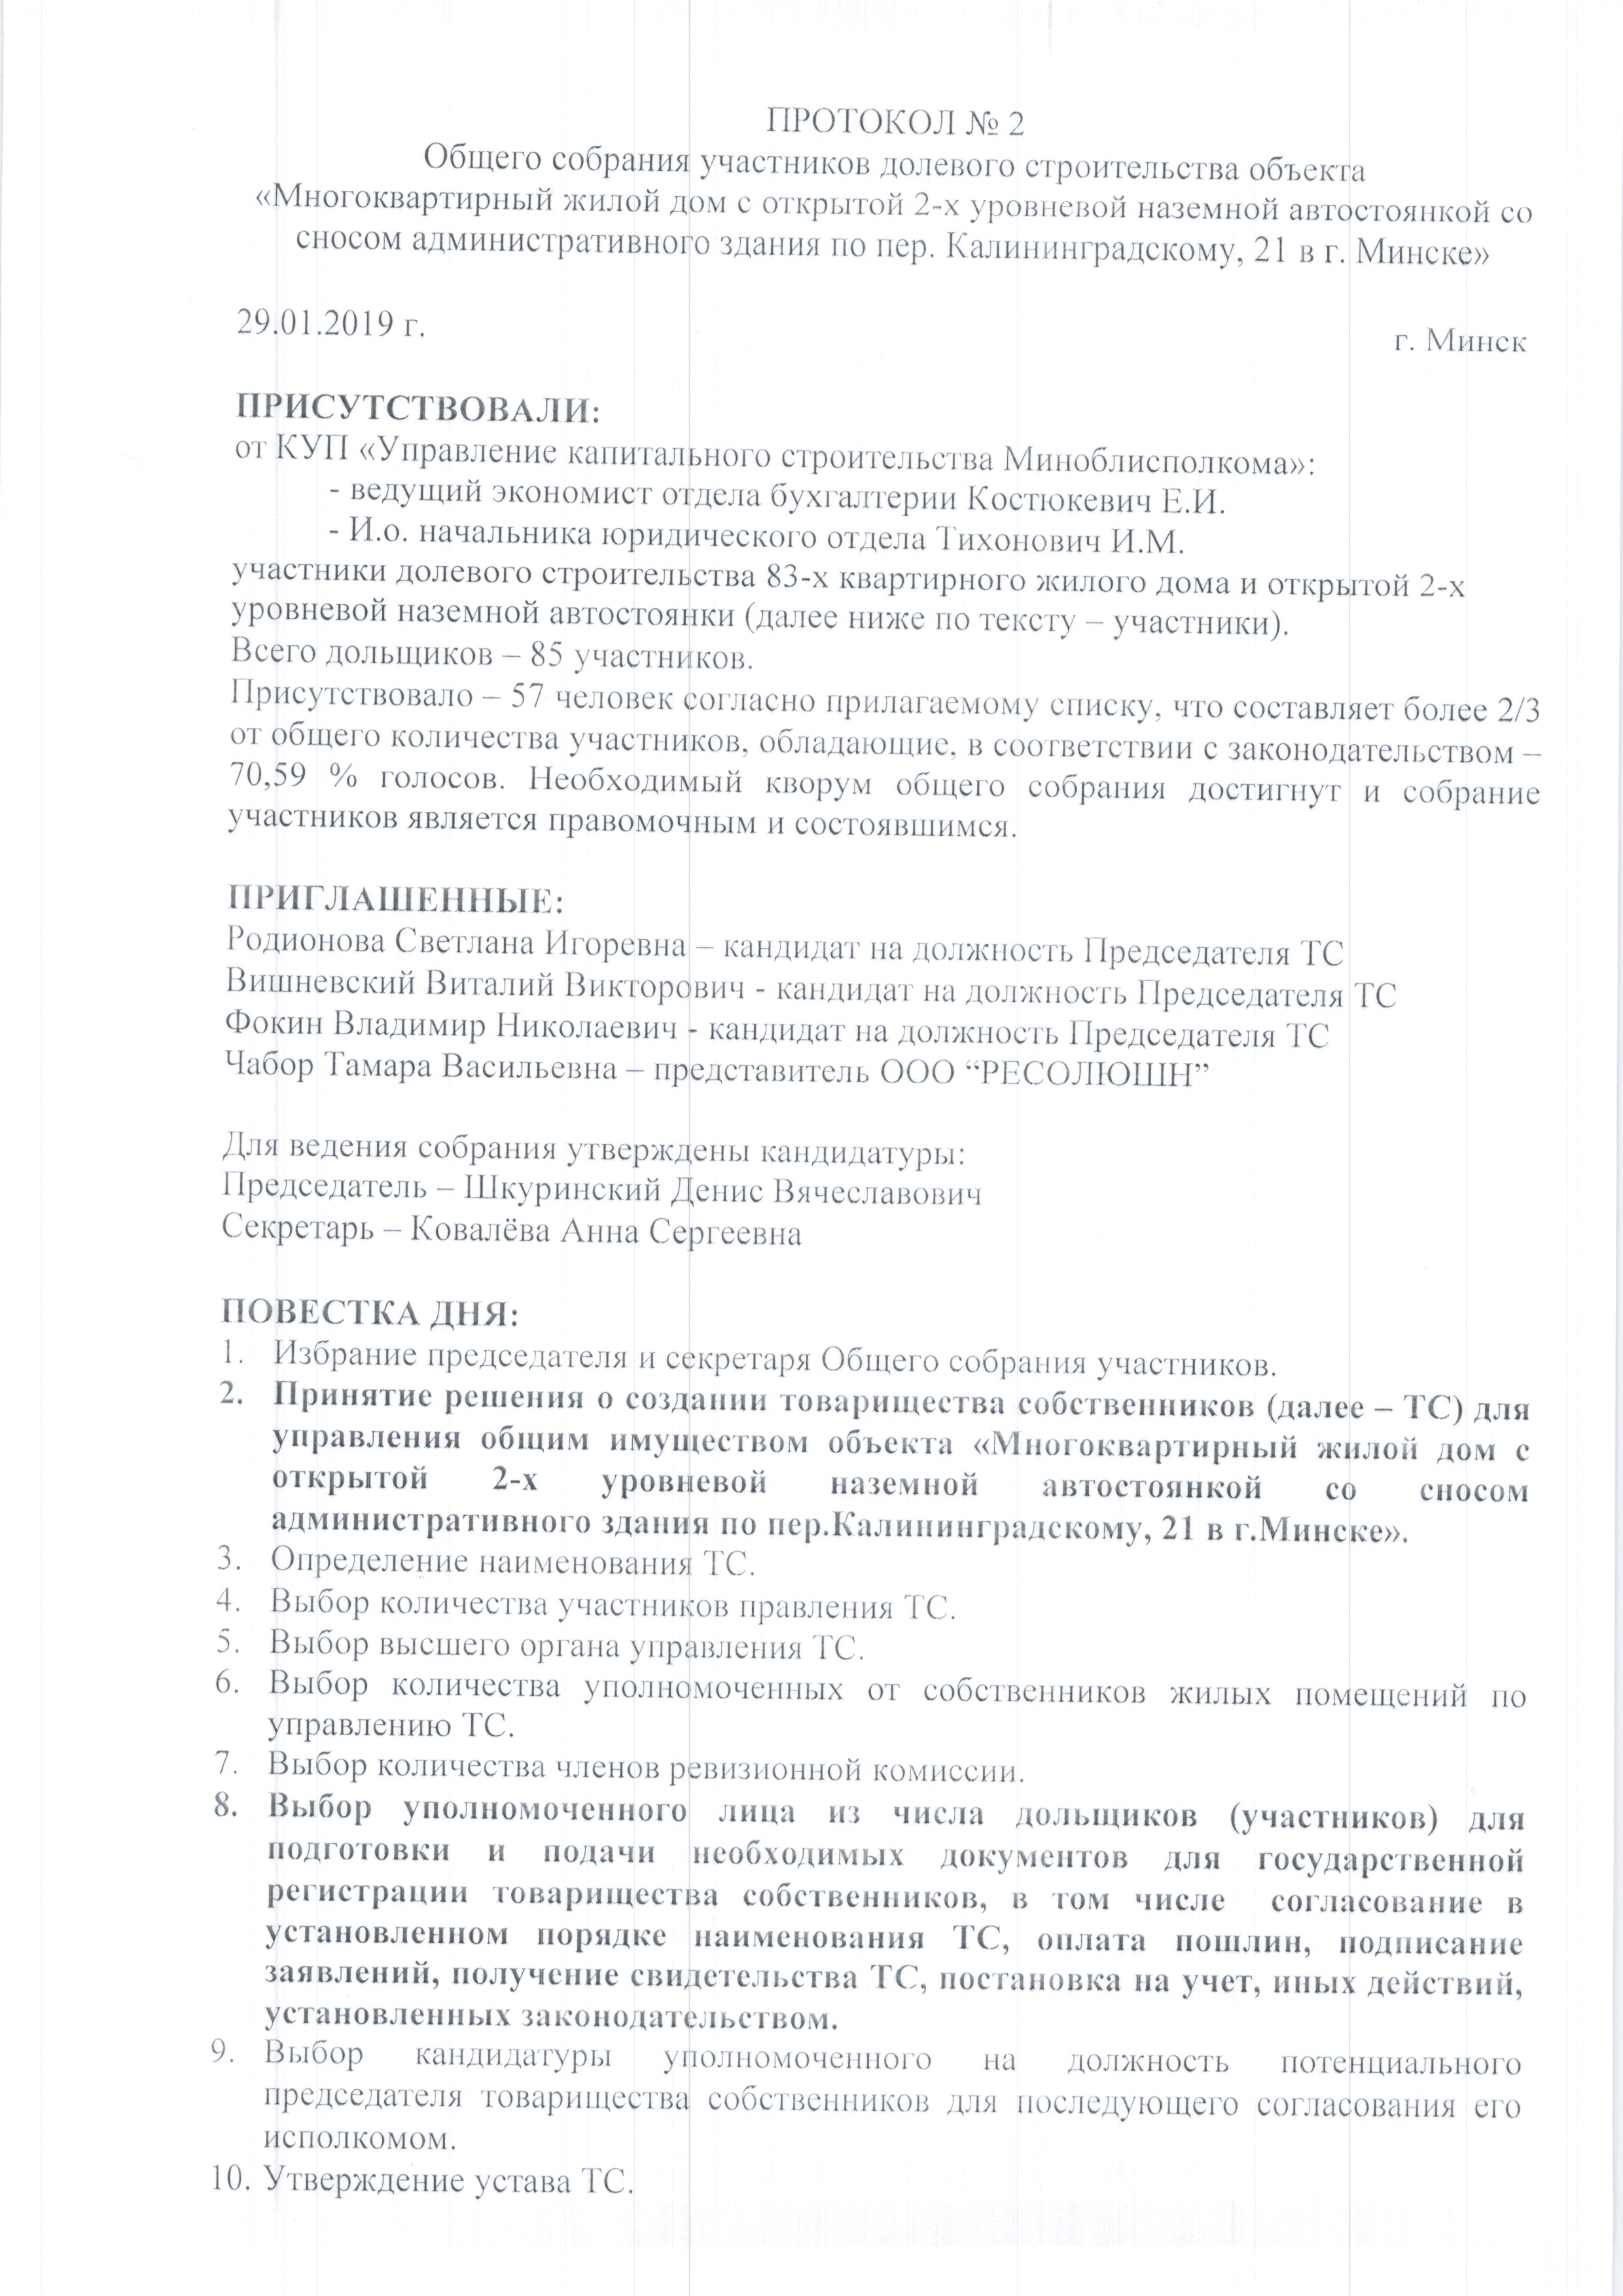 ПРОТОКОЛ № 2
Общего собрания участников долевого строительства объекта
«Многоквартирный жилой дом с открытой 2-х уровневой наземной автостоянкой со
сносом административного здания по пер. Калининградскому, 21 в г. Минске»
29.01.2019 г.
г. Минск
ПРИСУТСТВОВАЛИ:
от КУП «Управление капитального строительства Миноблисполкома»:
- ведущий экономист отдела бухгалтерии Костюкевич Е.И.
- И.о. начальника юридического отдела Тихонович И.М.
участники долевого строительства 83-х квартирного жилого дома и открытой 2-х
уровневой наземной автостоянки (далее ниже по тексту – участники).
Всего дольщиков – 85 участников.
Присутствовало – 57 человек согласно прилагаемому списку, что составляет более 2/3
от общего количества участников, обладающие, в соответствии с законодательством –
70,59 % голосов. Необходимый кворум общего собрания достигнут и собрание
участников является правомочным и состоявшимся.
ПРИГЛАШЕННЫЕ:
Родионова Светлана Игоревна – кандидат на должность Председателя ТС
Вишневский Виталий Викторович - кандидат на должность Председателя ТС
Фокин Владимир Николаевич - кандидат на должность Председателя ТС
Чабор Тамара Васильевна – представитель ООО “РЕСОЛЮШН”
Для ведения собрания утверждены кандидатуры:
Председатель – Шкуринский Денис Вячеславович
Секретарь – Ковалёва Анна Сергеевна
ПОВЕСТКА ДНЯ:
1. Избрание председателя и секретаря Общего собрания участников.
2. Принятие решения о создании товарищества собственников (далее – ТС) для
управления общим имуществом объекта «Многоквартирный жилой дом с
открытой 2-х уровневой наземной автостоянкой со сносом
административного здания по пер.Калининградскому, 21 в г.Минске».
3. Определение наименования ТС.
4. Выбор количества участников правления ТС.
5. Выбор высшего органа управления ТС.
6. Выбор количества уполномоченных от собственников жилых помещений по
управлению ТС.
7. Выбор количества членов ревизионной комиссии.
8. Выбор уполномоченного лица из числа дольщиков (участников) для
подготовки и подачи необходимых документов для государственной
регистрации товарищества собственников, в том числе согласование в
установленном порядке наименования ТС, оплата пошлин, подписание
заявлений, получение свидетельства ТС, постановка на учет, иных действий,
установленных законодательством.
9. Выбор кандидатуры уполномоченного на должность потенциального
председателя товарищества собственников для последующего согласования его
исполкомом.
10. Утверждение устава ТС.